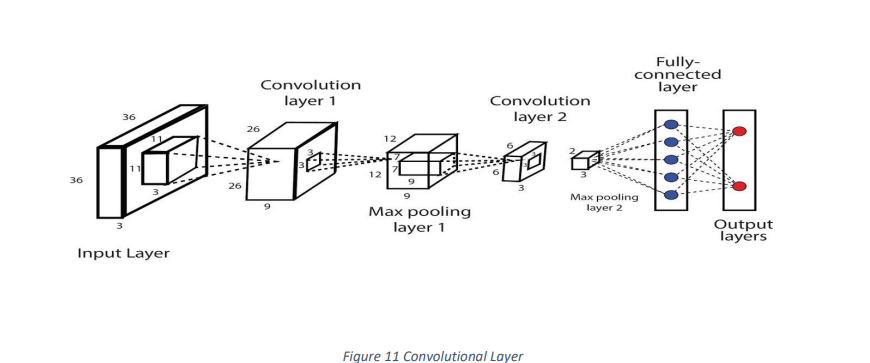 Fully-
connected
layer
Convolution
layer 1
Convolution
layer 2
36
36
11
11
3
3
26
26
9
3
3
12
12
7
7
9
9
6
6
3
2
3
Max pooling
layer 1
Max pooling
layer 2
Output
layers
Input Layer
Figure 11 Convolutional Layer